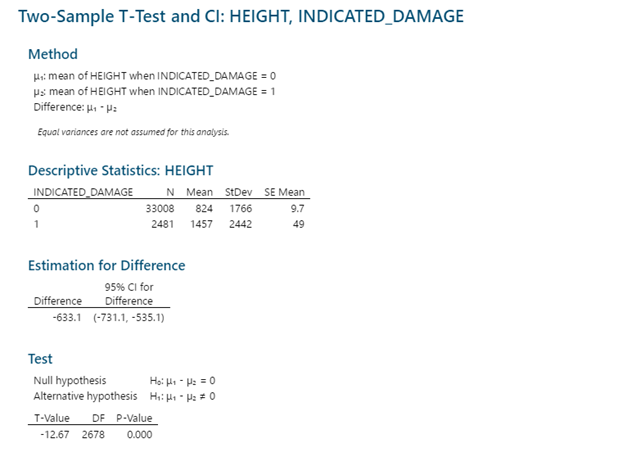 Two-Sample T-Test and CI: HEIGHT, INDICATED_DAMAGE
Method
μ₁: mean of HEIGHT when INDICATED_DAMAGE = 0
μ₂: mean of HEIGHT when INDICATED_DAMAGE = 1
Difference: μ₁ - μ₂
Equal variances are not assumed for this analysis.
Descriptive Statistics: HEIGHT
INDICATED_DAMAGE N Mean StDev SE Mean
0 33008 824 1766 9.7
1 2481 1457 2442 49
Estimation for Difference
95% CI for
Difference Difference
-633.1 (-731.1, -535.1)
Test
Null hypothesis H₀: μ₁ - μ₂ = 0
Alternative hypothesis H₁: μ₁ - μ₂ ≠ 0
T-Value DF P-Value
-12.67 2678 0.000